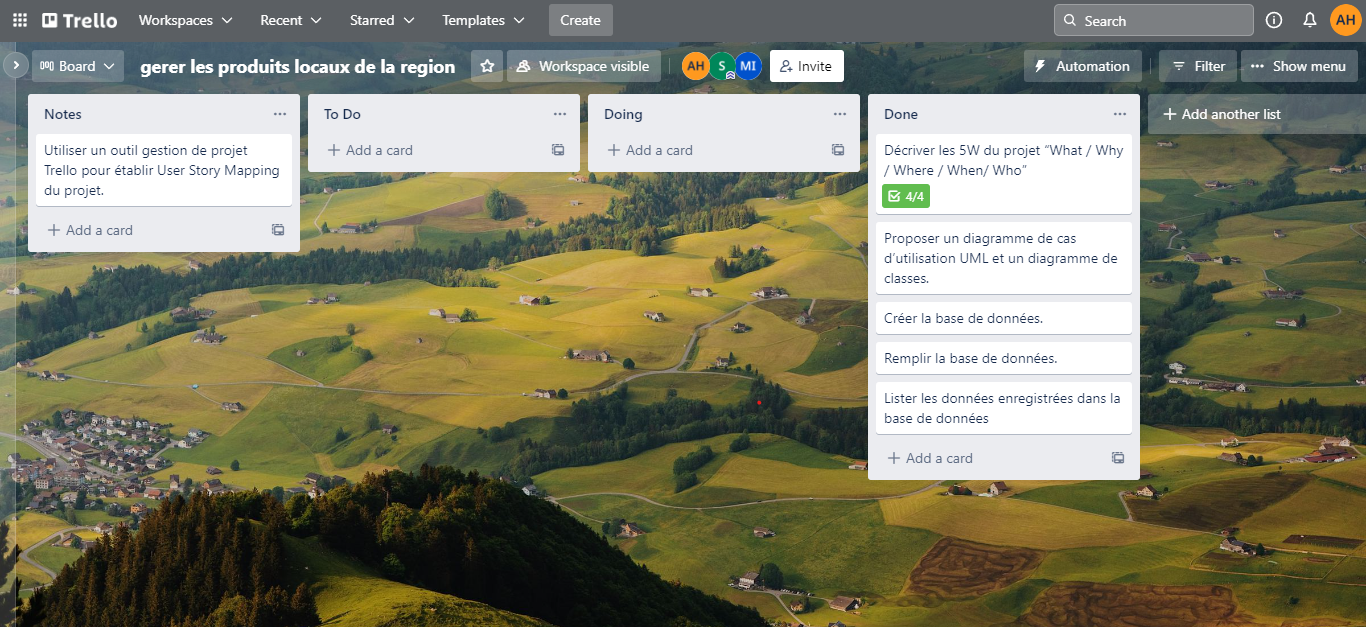 Trello
Workspaces
Recent
Starred
Templates
Create
Search
AH
Board
gerer les produits locaux de la region
Workspace visible
AH
S
MI
Invite
Automation
Filter
Show menu
Notes
Utiliser un outil gestion de projet
Trello pour établir User Story Mapping
du projet.
Add a card
To Do
Add a card
Doing
Add a card
Done
Décriver les 5W du projet “What / Why
/ Where / When/ Who”
4/4
Proposer un diagramme de cas
d’utilisation UML et un diagramme de
classes.
Créer la base de données.
Remplir la base de données.
Lister les données enregistrées dans la
base de données
Add a card
Add another list